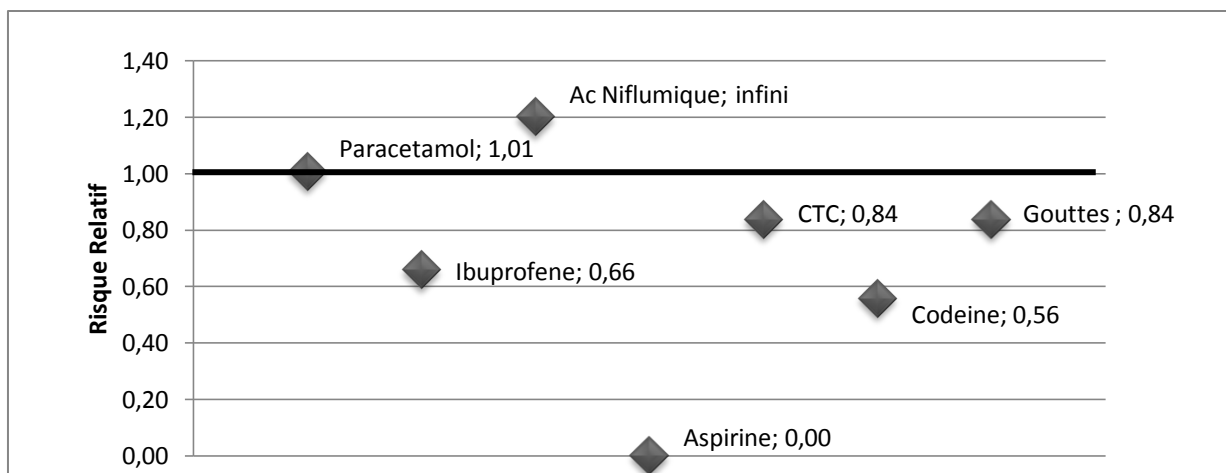 1,40
1,20
1,00
0,80
0,60
0,40
0,20
0,00
Risque Relatif
Ac Niflumique; infini
Paracetamol; 1,01
CTC; 0,84
Gouttes ; 0,84
Ibuprofene; 0,66
Codeine; 0,56
Aspirine; 0,00